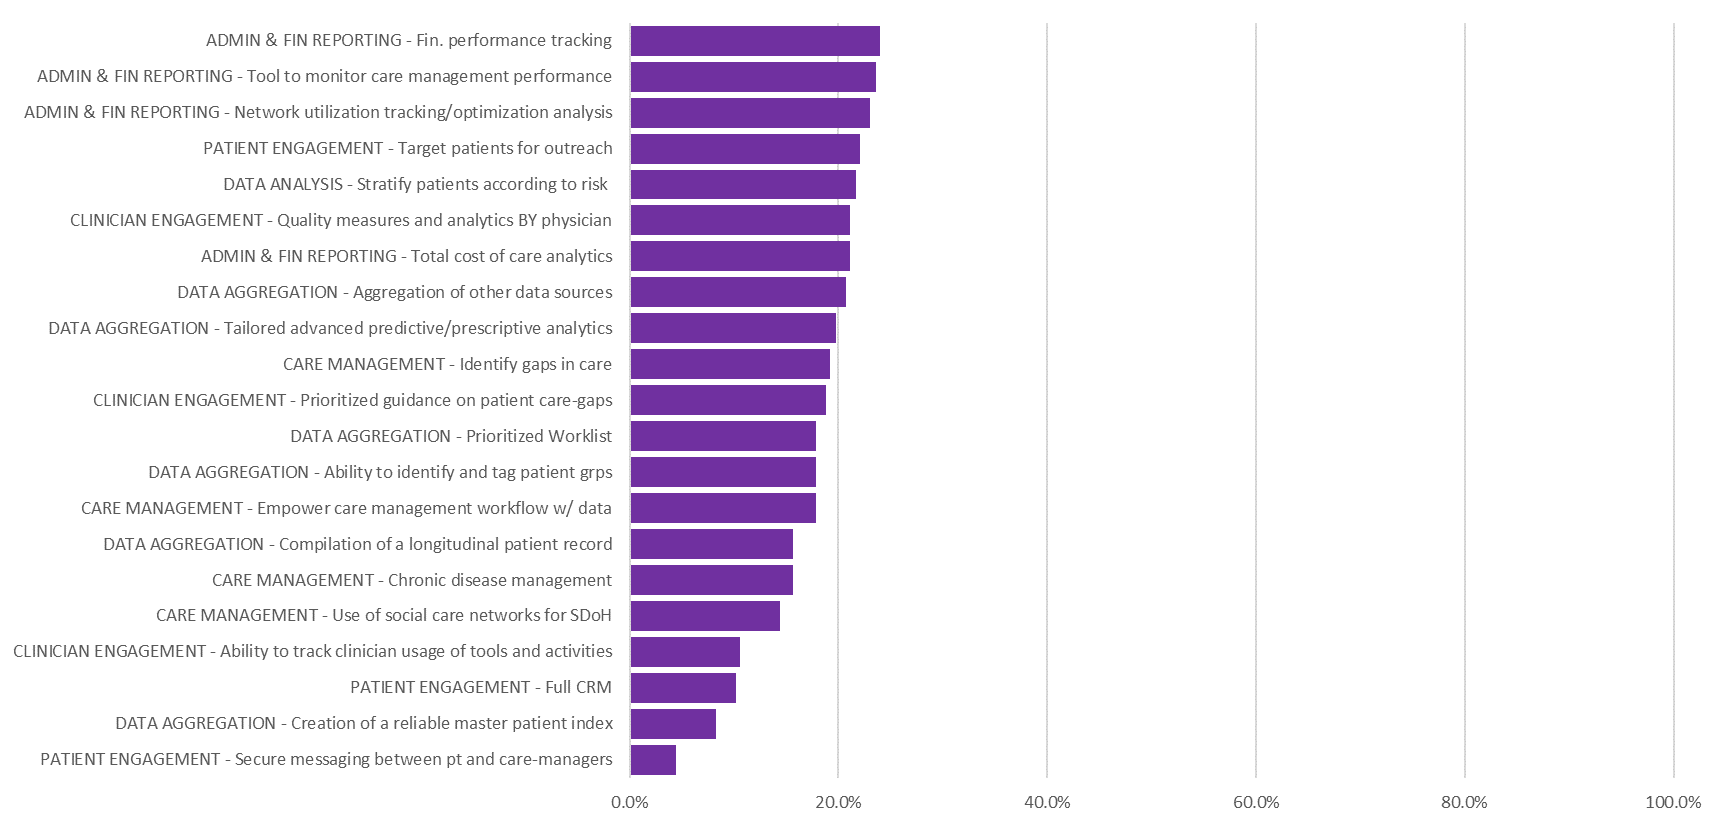 ADMIN & FIN REPORTING - Fin. performance tracking
ADMIN & FIN REPORTING - Tool to monitor care management performance
ADMIN & FIN REPORTING - Network utilization tracking/optimization analysis
PATIENT ENGAGEMENT - Target patients for outreach
DATA ANALYSIS - Stratify patients according to risk
CLINICIAN ENGAGEMENT - Quality measures and analytics BY physician
ADMIN & FIN REPORTING - Total cost of care analytics
DATA AGGREGATION - Aggregation of other data sources
DATA AGGREGATION - Tailored advanced predictive/prescriptive analytics
CARE MANAGEMENT - Identify gaps in care
CLINICIAN ENGAGEMENT - Prioritized guidance on patient care-gaps
DATA AGGREGATION - Prioritized Worklist
DATA AGGREGATION - Ability to identify and tag patient grps
CARE MANAGEMENT - Empower care management workflow w/ data
DATA AGGREGATION - Compilation of a longitudinal patient record
CARE MANAGEMENT - Chronic disease management
CARE MANAGEMENT - Use of social care networks for SDoH
CLINICIAN ENGAGEMENT - Ability to track clinician usage of tools and activities
PATIENT ENGAGEMENT - Full CRM
DATA AGGREGATION - Creation of a reliable master patient index
PATIENT ENGAGEMENT - Secure messaging between pt and care-managers
0.0% 20.0% 40.0% 60.0% 80.0% 100.0%